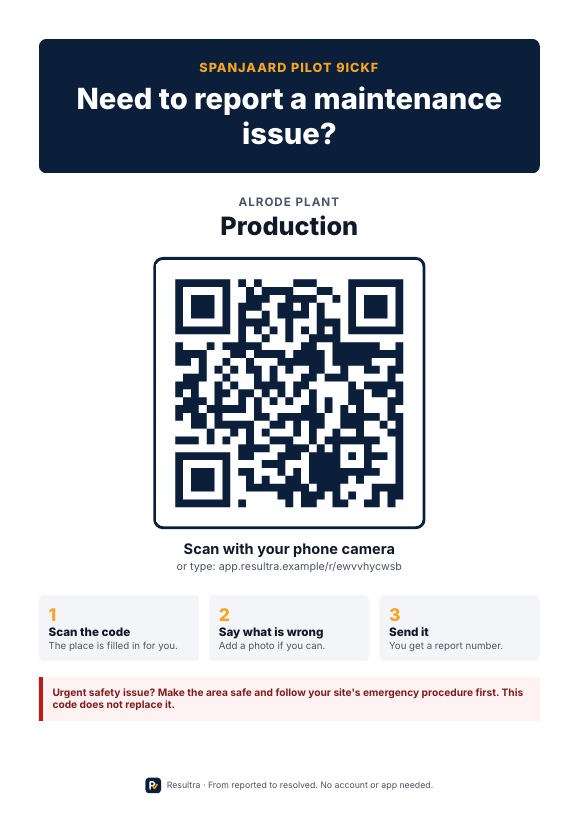 SPANJAARD PILOT 9ICKF
Need to report a maintenance
issue?
ALRODE PLANT
Production
Scan with your phone camera
or type: app.resultra.example/r/ewvvhycwsb
1
Scan the code
The place is filled in for you.
2
Say what is wrong
Add a photo if you can.
3
Send it
You get a report number.
Urgent safety issue? Make the area safe and follow your site's emergency procedure first. This
code does not replace it.
R Resultra · From reported to resolved. No account or app needed.